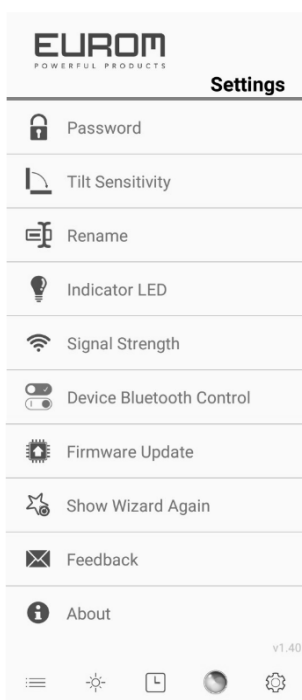 EUROM
POWERFUL PRODUCTS
Settings
Password
Tilt Sensitivity
Rename
Indicator LED
Signal Strength
Device Bluetooth Control
Firmware Update
Show Wizard Again
Feedback
About
v1.40